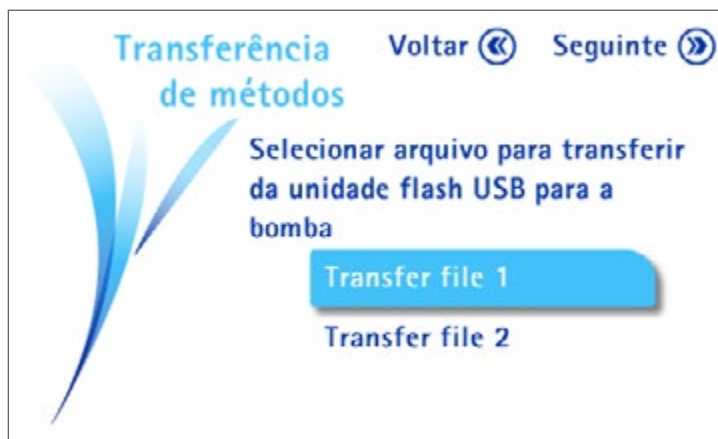 Transferência
de métodos
Voltar
Seguinte
Selecionar arquivo para transferir
da unidade flash USB para a
bomba
Transfer file 1
Transfer file 2